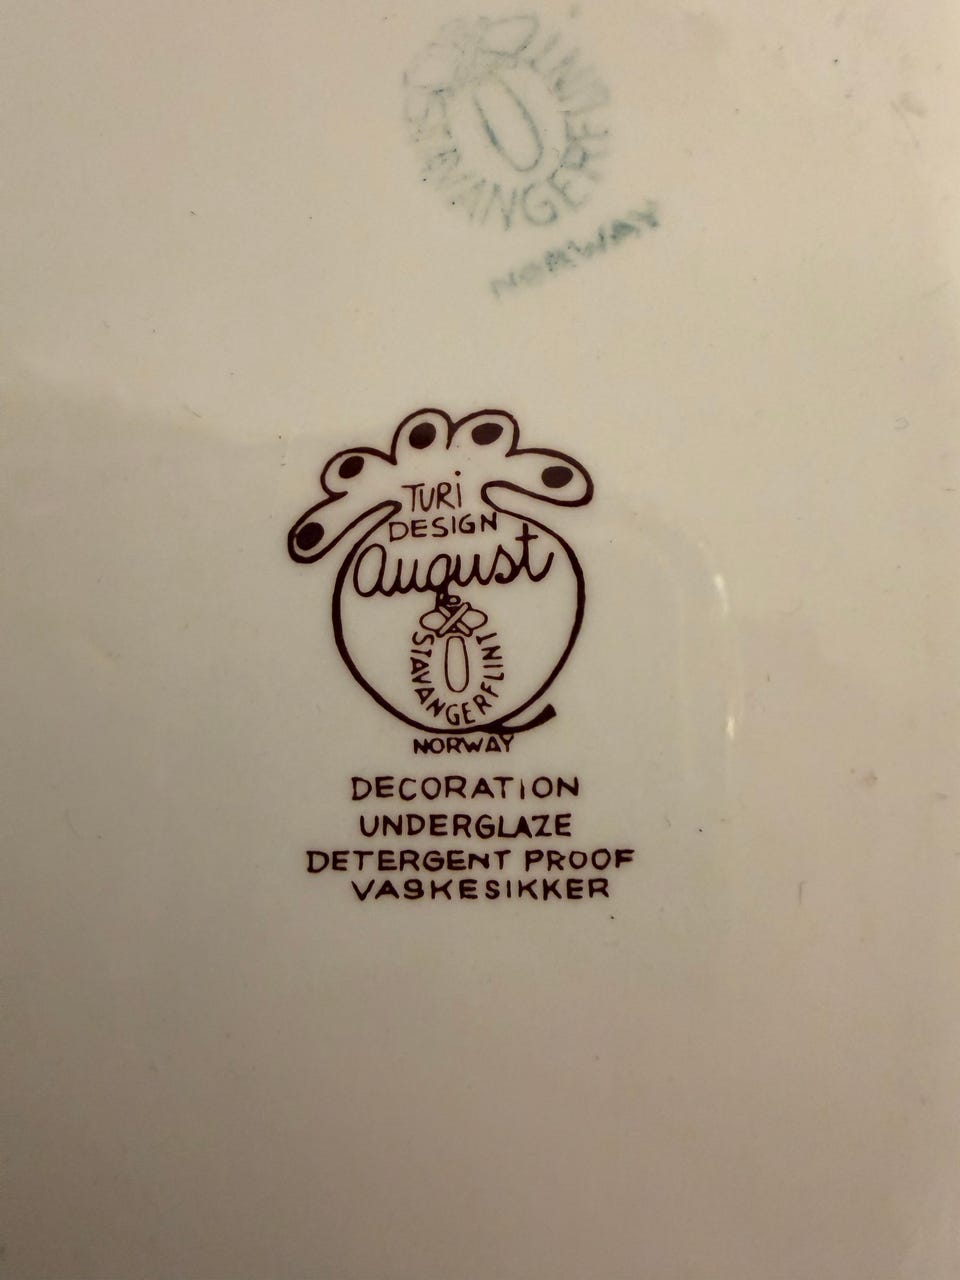 STAVANGERFLINT
NORWAY
TURi
DESIGN
August
STAVANGERFLINT
NORWAY
DECORATiON
UNDERGLAZE
DETERGENT PROOF
VASKESIKKER